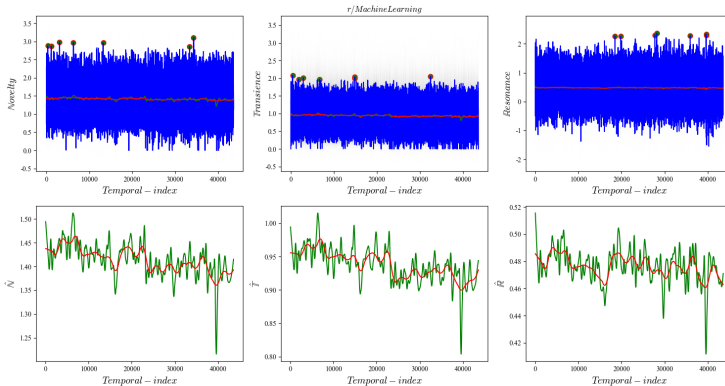 r/MachineLearning
3.5
3.0
2.5
2.0
1.5
1.0
0.5
0.0
-0.5
Novelty
0 10000 20000 30000 40000
Temporal − index
3.5
3.0
2.5
2.0
1.5
1.0
0.5
0.0
-0.5
Transience
0 10000 20000 30000 40000
Temporal − index
2
1
0
-1
-2
Resonance
0 10000 20000 30000 40000
Temporal − index
1.50
1.45
1.40
1.35
1.30
1.25
N̂
0 10000 20000 30000 40000
Temporal − index
1.00
0.95
0.90
0.85
0.80
T̂
0 10000 20000 30000 40000
Temporal − index
0.52
0.50
0.48
0.46
0.44
0.42
R̂
0 10000 20000 30000 40000
Temporal − index